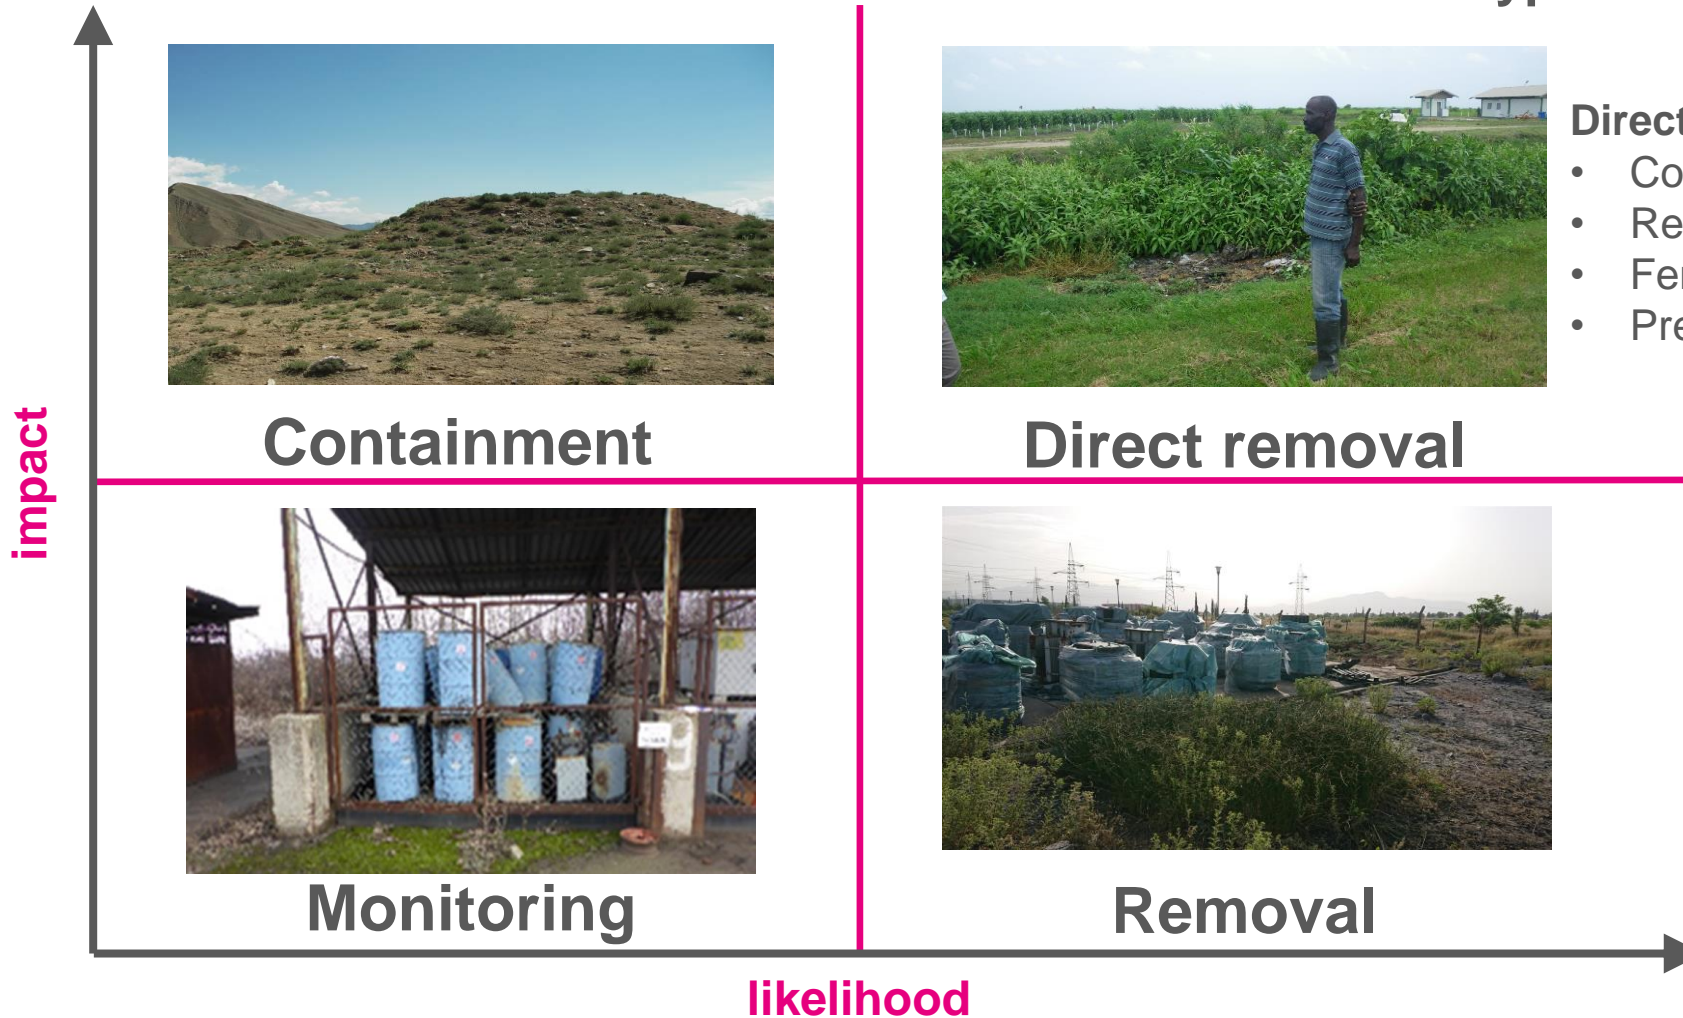 Direct
Containment
Direct removal
impact
Monitoring
Removal
likelihood